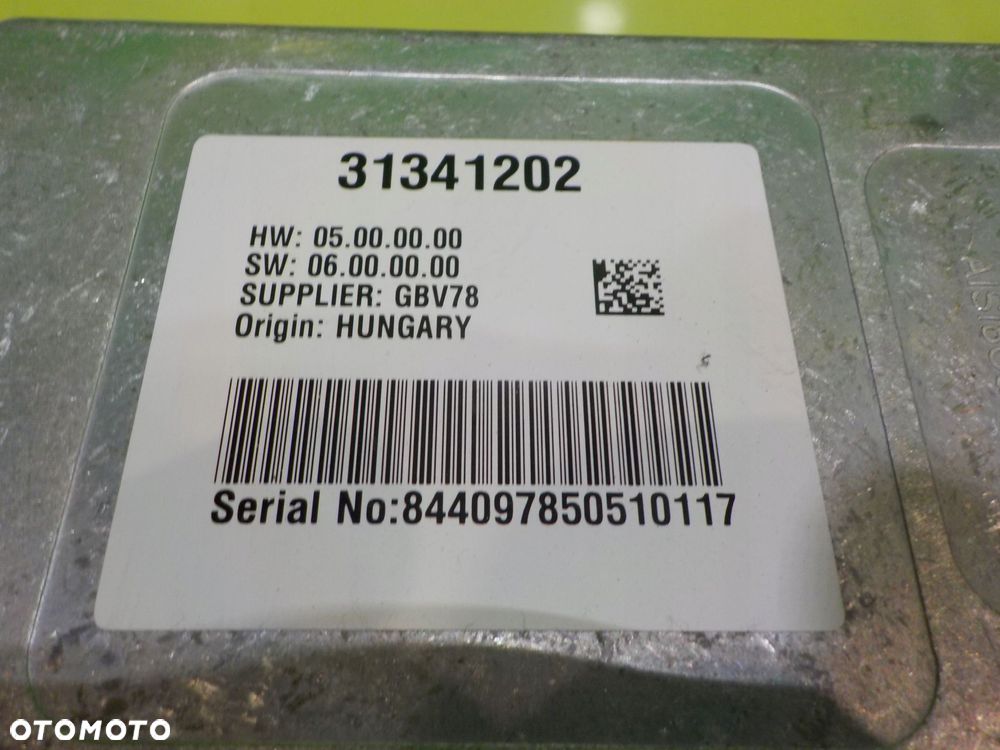 31341202
HW: 05.00.00.00
SW: 06.00.00.00
SUPPLIER: GBV78
Origin: HUNGARY
Serial No:844097850510117
OTOMOTO